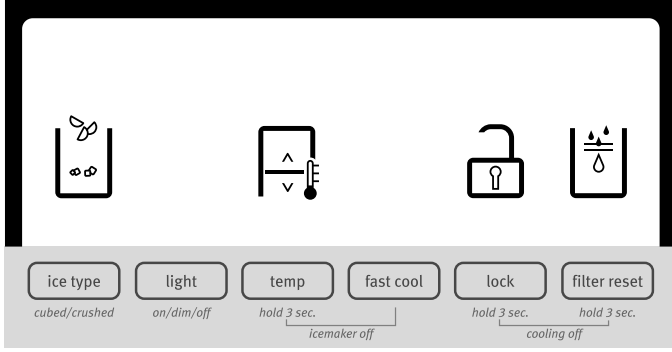 ice type light temp fast cool lock filter reset
cubed/crushed on/dim/off hold 3 sec. hold 3 sec. hold 3 sec.
icemaker off cooling off